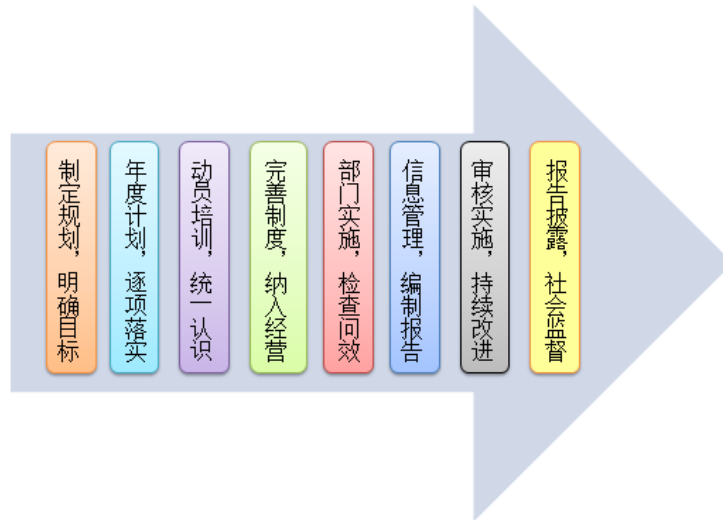 制定规划，明确目标
年度计划，逐项落实
动员培训，统一认识
完善制度，纳入经营
部门实施，检查问效
信息管理，编制报告
审核实施，持续改进
报告披露，社会监督